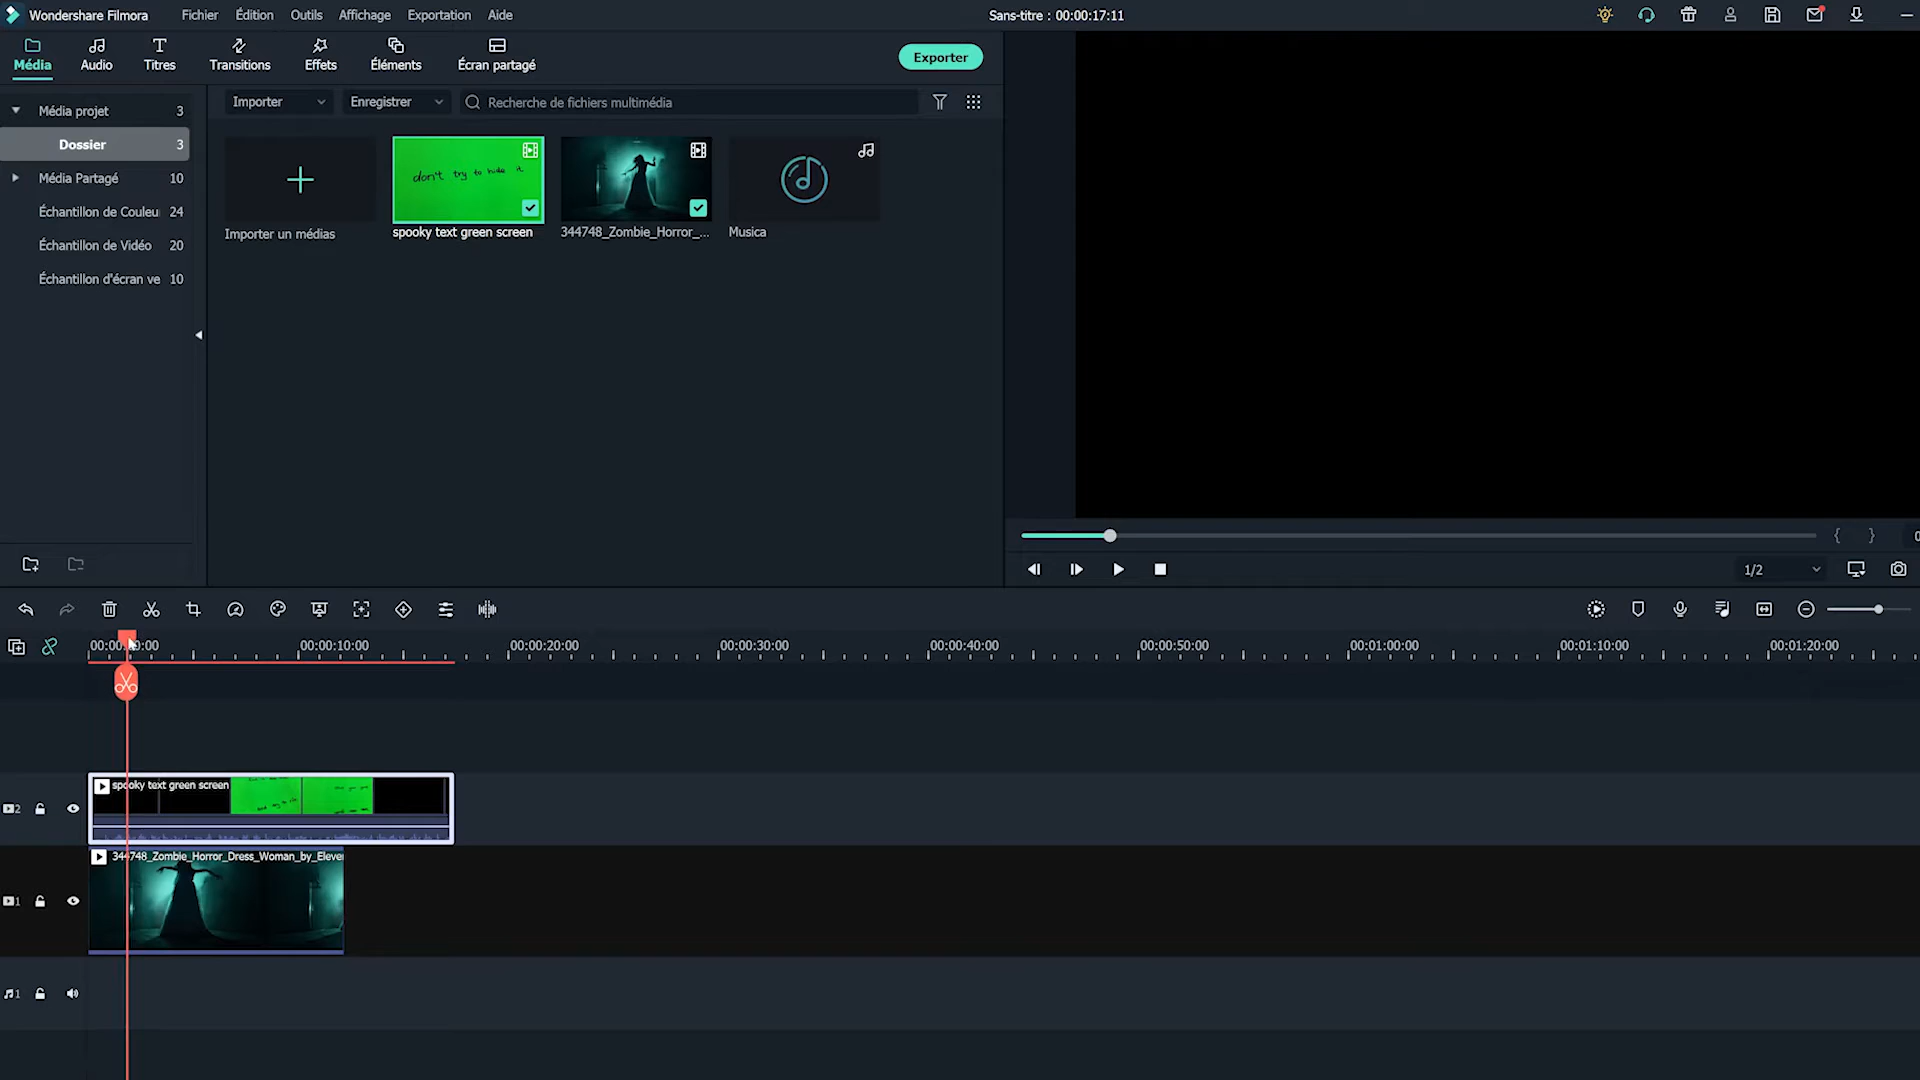 Wondershare Filmora Fichier Édition Outils Affichage Exportation Aide Sans-titre : 00:00:17:11
Média Audio Titres Transitions Effets Éléments Écran partagé Exporter
Média projet 3
Dossier 3
Média Partagé 10
Échantillon de Couleu 24
Échantillon de Vidéo 20
Échantillon d'écran ve 10
Importer Enregistrer Recherche de fichiers multimédia
don't try to hide it
Importer un médias spooky text green screen 344748_Zombie_Horror_... Musica
1/2
00:00:10:00 00:00:20:00 00:00:30:00 00:00:40:00 00:00:50:00 00:01:00:00 00:01:10:00 00:01:20:00
spooky text green screen
2
344748_Zombie_Horror_Dress_Woman_by_Eleve
1
1